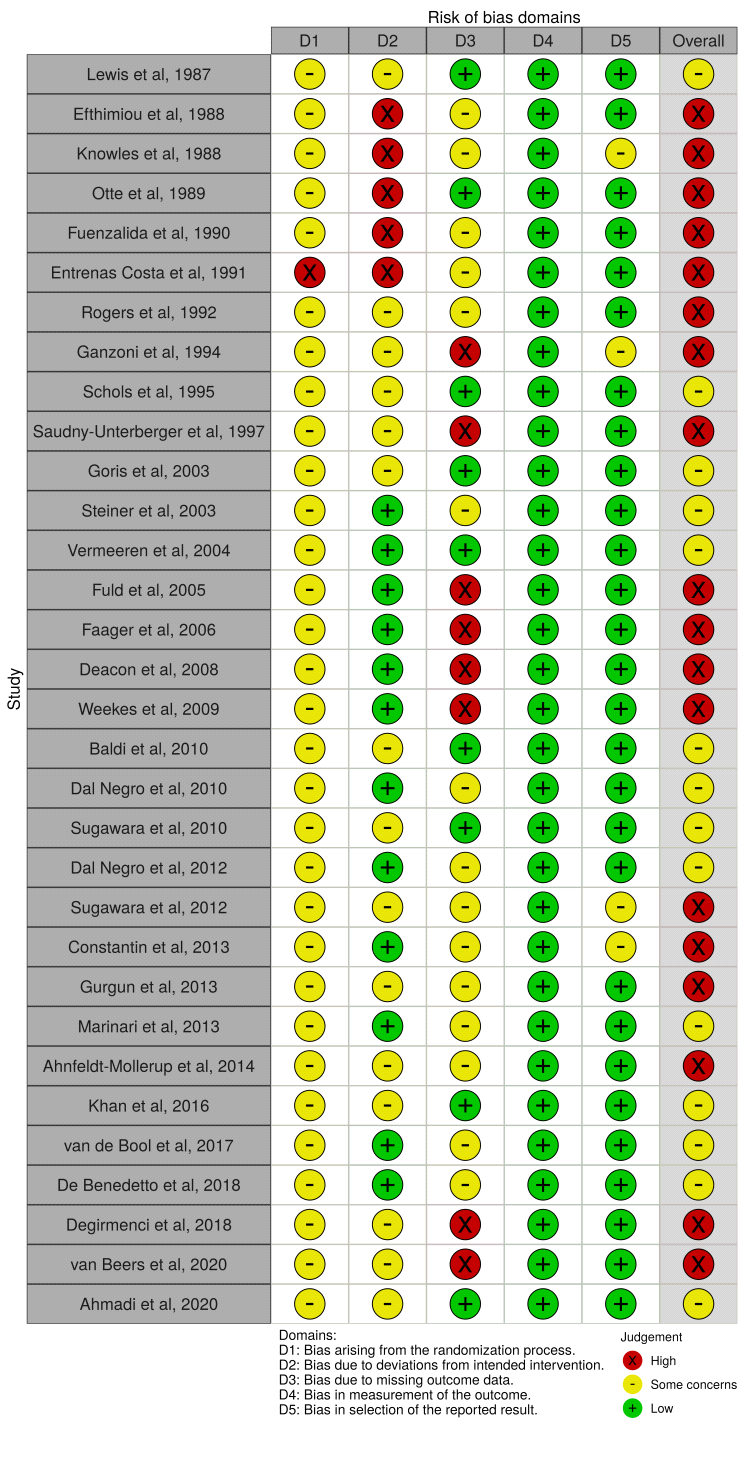 Risk of bias domains
D1 D2 D3 D4 D5 Overall
Lewis et al, 1987 - - + + + -
Efthimiou et al, 1988 - X - + + X
Knowles et al, 1988 - X - + - X
Otte et al, 1989 - X + + + X
Fuenzalida et al, 1990 - X - + + X
Entrenas Costa et al, 1991 X X - + + X
Rogers et al, 1992 - - - + + X
Ganzoni et al, 1994 - - X + - X
Schols et al, 1995 - - + + + -
Saudny-Unterberger et al, 1997 - - X + + X
Goris et al, 2003 - - + + + -
Steiner et al, 2003 - + - + + -
Vermeeren et al, 2004 - + + + + -
Fuld et al, 2005 - + X + + X
Faager et al, 2006 - + X + + X
Deacon et al, 2008 - + X + + X
Weekes et al, 2009 - + X + + X
Baldi et al, 2010 - - + + + -
Dal Negro et al, 2010 - + - + + -
Sugawara et al, 2010 - - + + + -
Dal Negro et al, 2012 - + - + + -
Sugawara et al, 2012 - - - + - X
Constantin et al, 2013 - + - + - X
Gurgun et al, 2013 - - - + + X
Marinari et al, 2013 - + - + + -
Ahnfeldt-Mollerup et al, 2014 - - - + + X
Khan et al, 2016 - - + + + -
van de Bool et al, 2017 - + - + + -
De Benedetto et al, 2018 - + - + + -
Degirmenci et al, 2018 - - X + + X
van Beers et al, 2020 - - X + + X
Ahmadi et al, 2020 - - + + + -
Study
Domains:
D1: Bias arising from the randomization process.
D2: Bias due to deviations from intended intervention.
D3: Bias due to missing outcome data.
D4: Bias in measurement of the outcome.
D5: Bias in selection of the reported result.
Judgement
X High
- Some concerns
+ Low